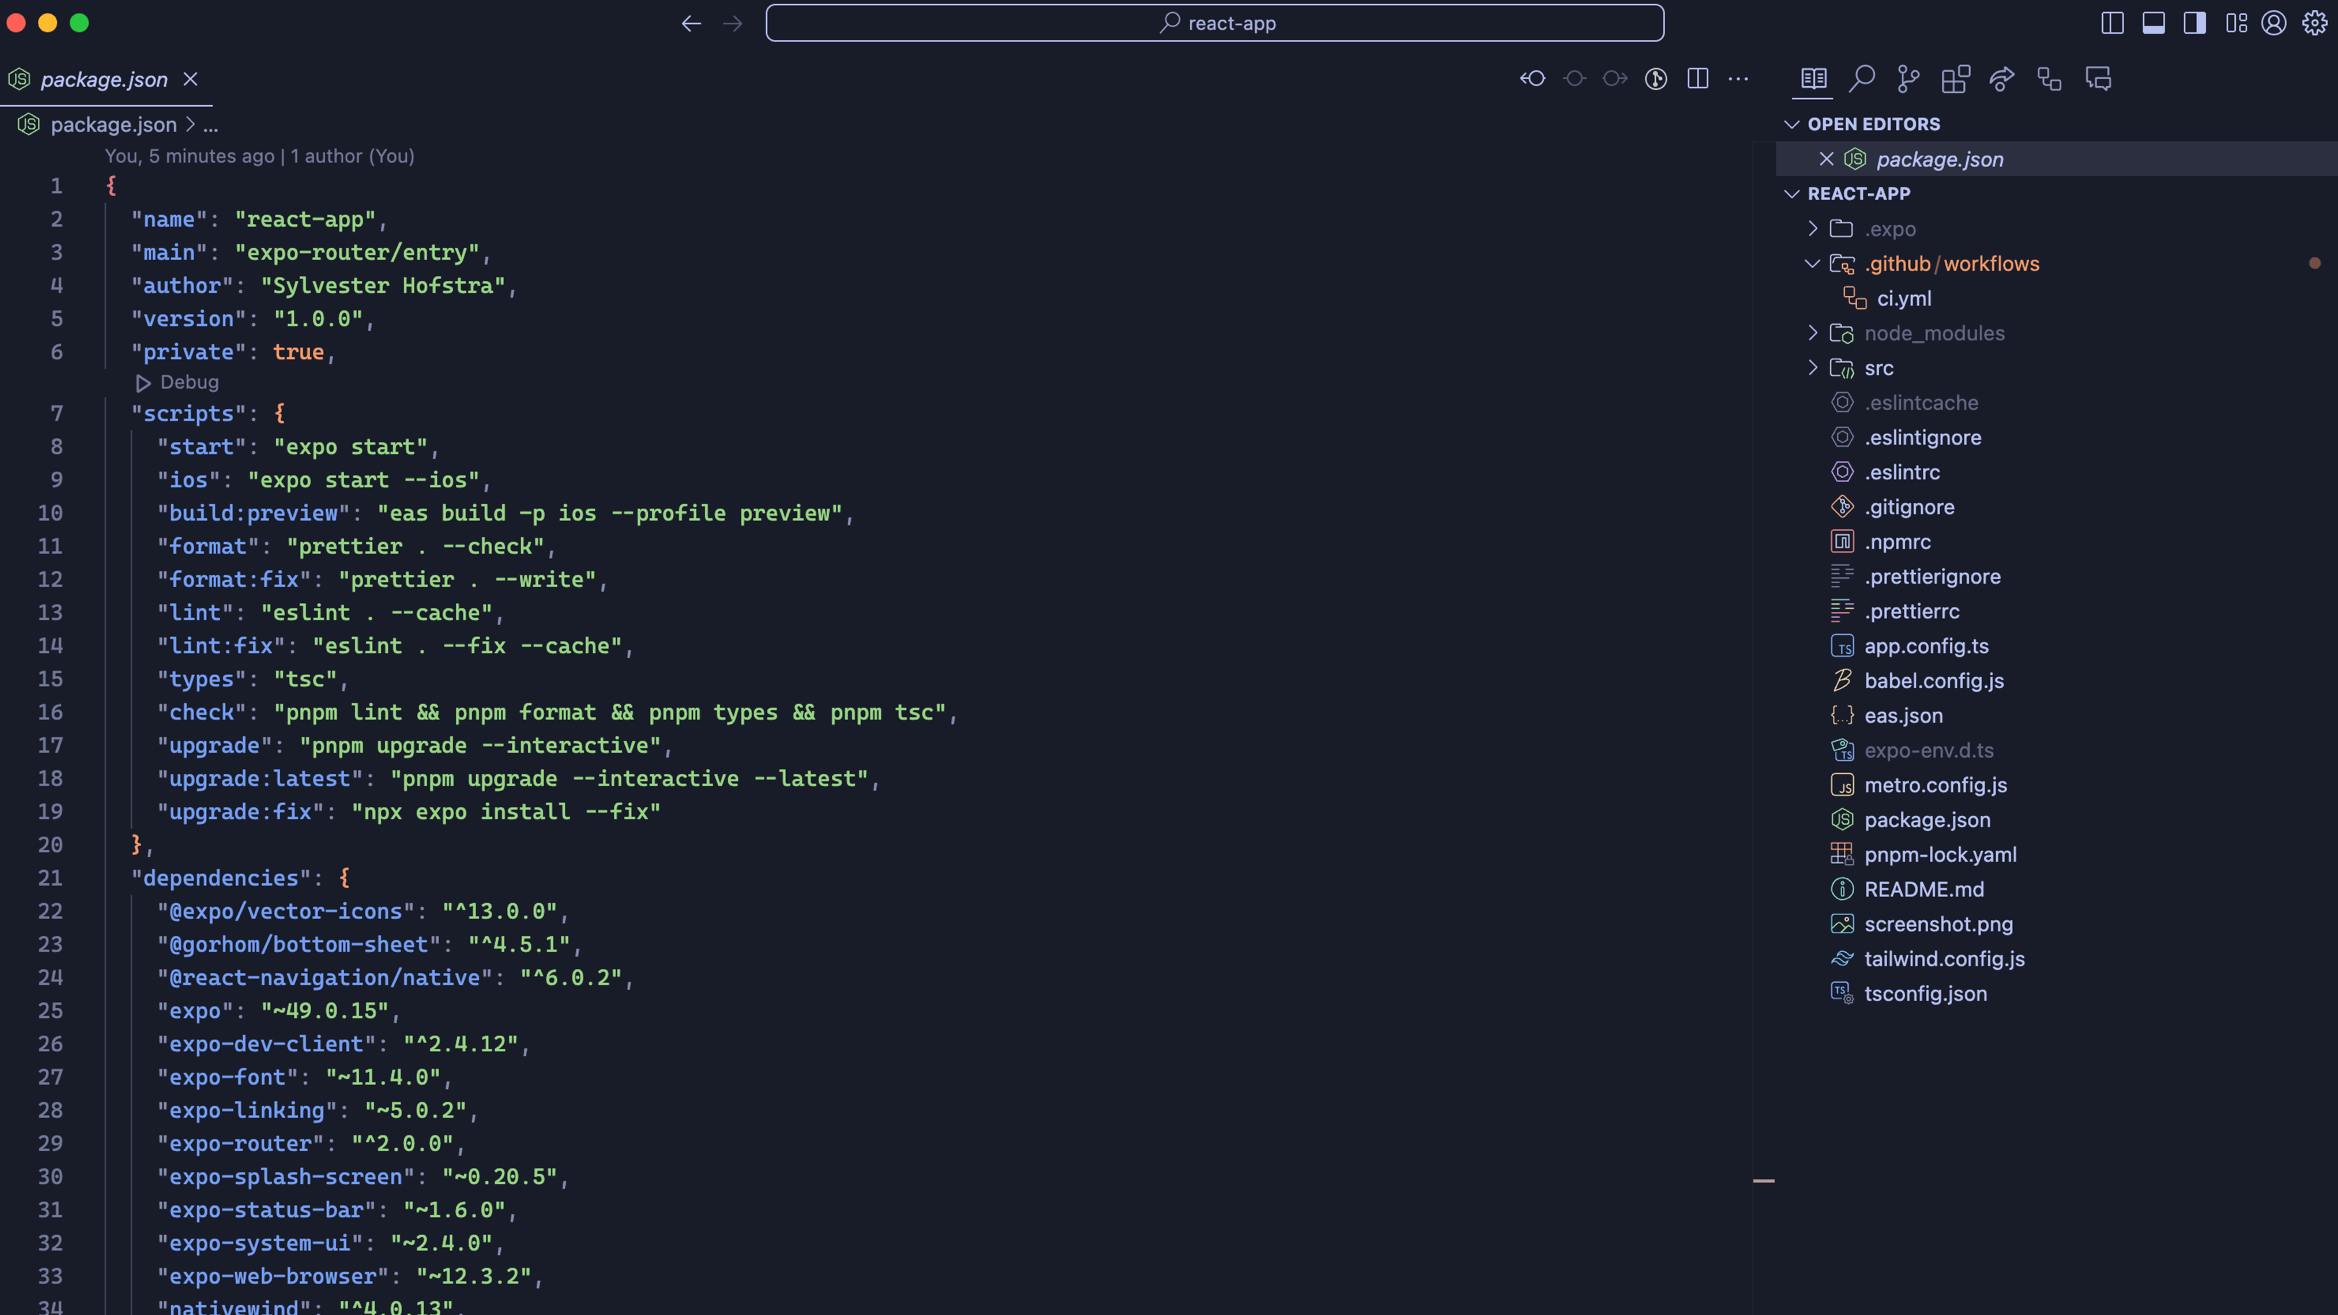 react-app
package.json
package.json > ...
You, 5 minutes ago | 1 author (You)
1 {
2 "name": "react-app",
3 "main": "expo-router/entry",
4 "author": "Sylvester Hofstra",
5 "version": "1.0.0",
6 "private": true,
Debug
7 "scripts": {
8 "start": "expo start",
9 "ios": "expo start --ios",
10 "build:preview": "eas build -p ios --profile preview",
11 "format": "prettier . --check",
12 "format:fix": "prettier . --write",
13 "lint": "eslint . --cache",
14 "lint:fix": "eslint . --fix --cache",
15 "types": "tsc",
16 "check": "pnpm lint && pnpm format && pnpm types && pnpm tsc",
17 "upgrade": "pnpm upgrade --interactive",
18 "upgrade:latest": "pnpm upgrade --interactive --latest",
19 "upgrade:fix": "npx expo install --fix"
20 },
21 "dependencies": {
22 "@expo/vector-icons": "^13.0.0",
23 "@gorhom/bottom-sheet": "^4.5.1",
24 "@react-navigation/native": "^6.0.2",
25 "expo": "~49.0.15",
26 "expo-dev-client": "^2.4.12",
27 "expo-font": "~11.4.0",
28 "expo-linking": "~5.0.2",
29 "expo-router": "^2.0.0",
30 "expo-splash-screen": "~0.20.5",
31 "expo-status-bar": "~1.6.0",
32 "expo-system-ui": "~2.4.0",
33 "expo-web-browser": "~12.3.2",
34 "nativewind": "^4.0.13",
OPEN EDITORS
package.json
REACT-APP
.expo
.github/workflows
ci.yml
node_modules
src
.eslintcache
.eslintignore
.eslintrc
.gitignore
.npmrc
.prettierignore
.prettierrc
app.config.ts
babel.config.js
eas.json
expo-env.d.ts
metro.config.js
package.json
pnpm-lock.yaml
README.md
screenshot.png
tailwind.config.js
tsconfig.json